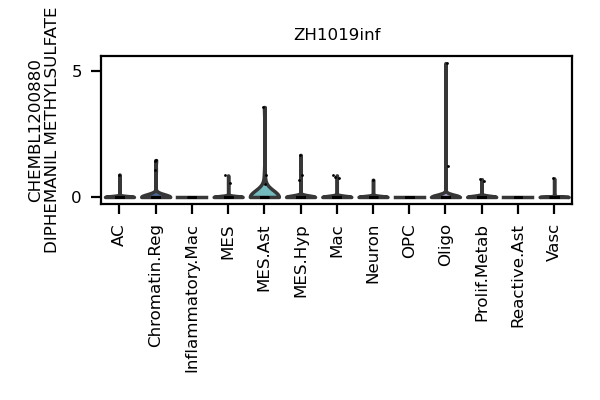 ZH1019inf
CHEMBL1200880
DIPHEMANIL METHYLSULFATE
5
0
AC
Chromatin.Reg
Inflammatory.Mac
MES
MES.Ast
MES.Hyp
Mac
Neuron
OPC
Oligo
Prolif.Metab
Reactive.Ast
Vasc